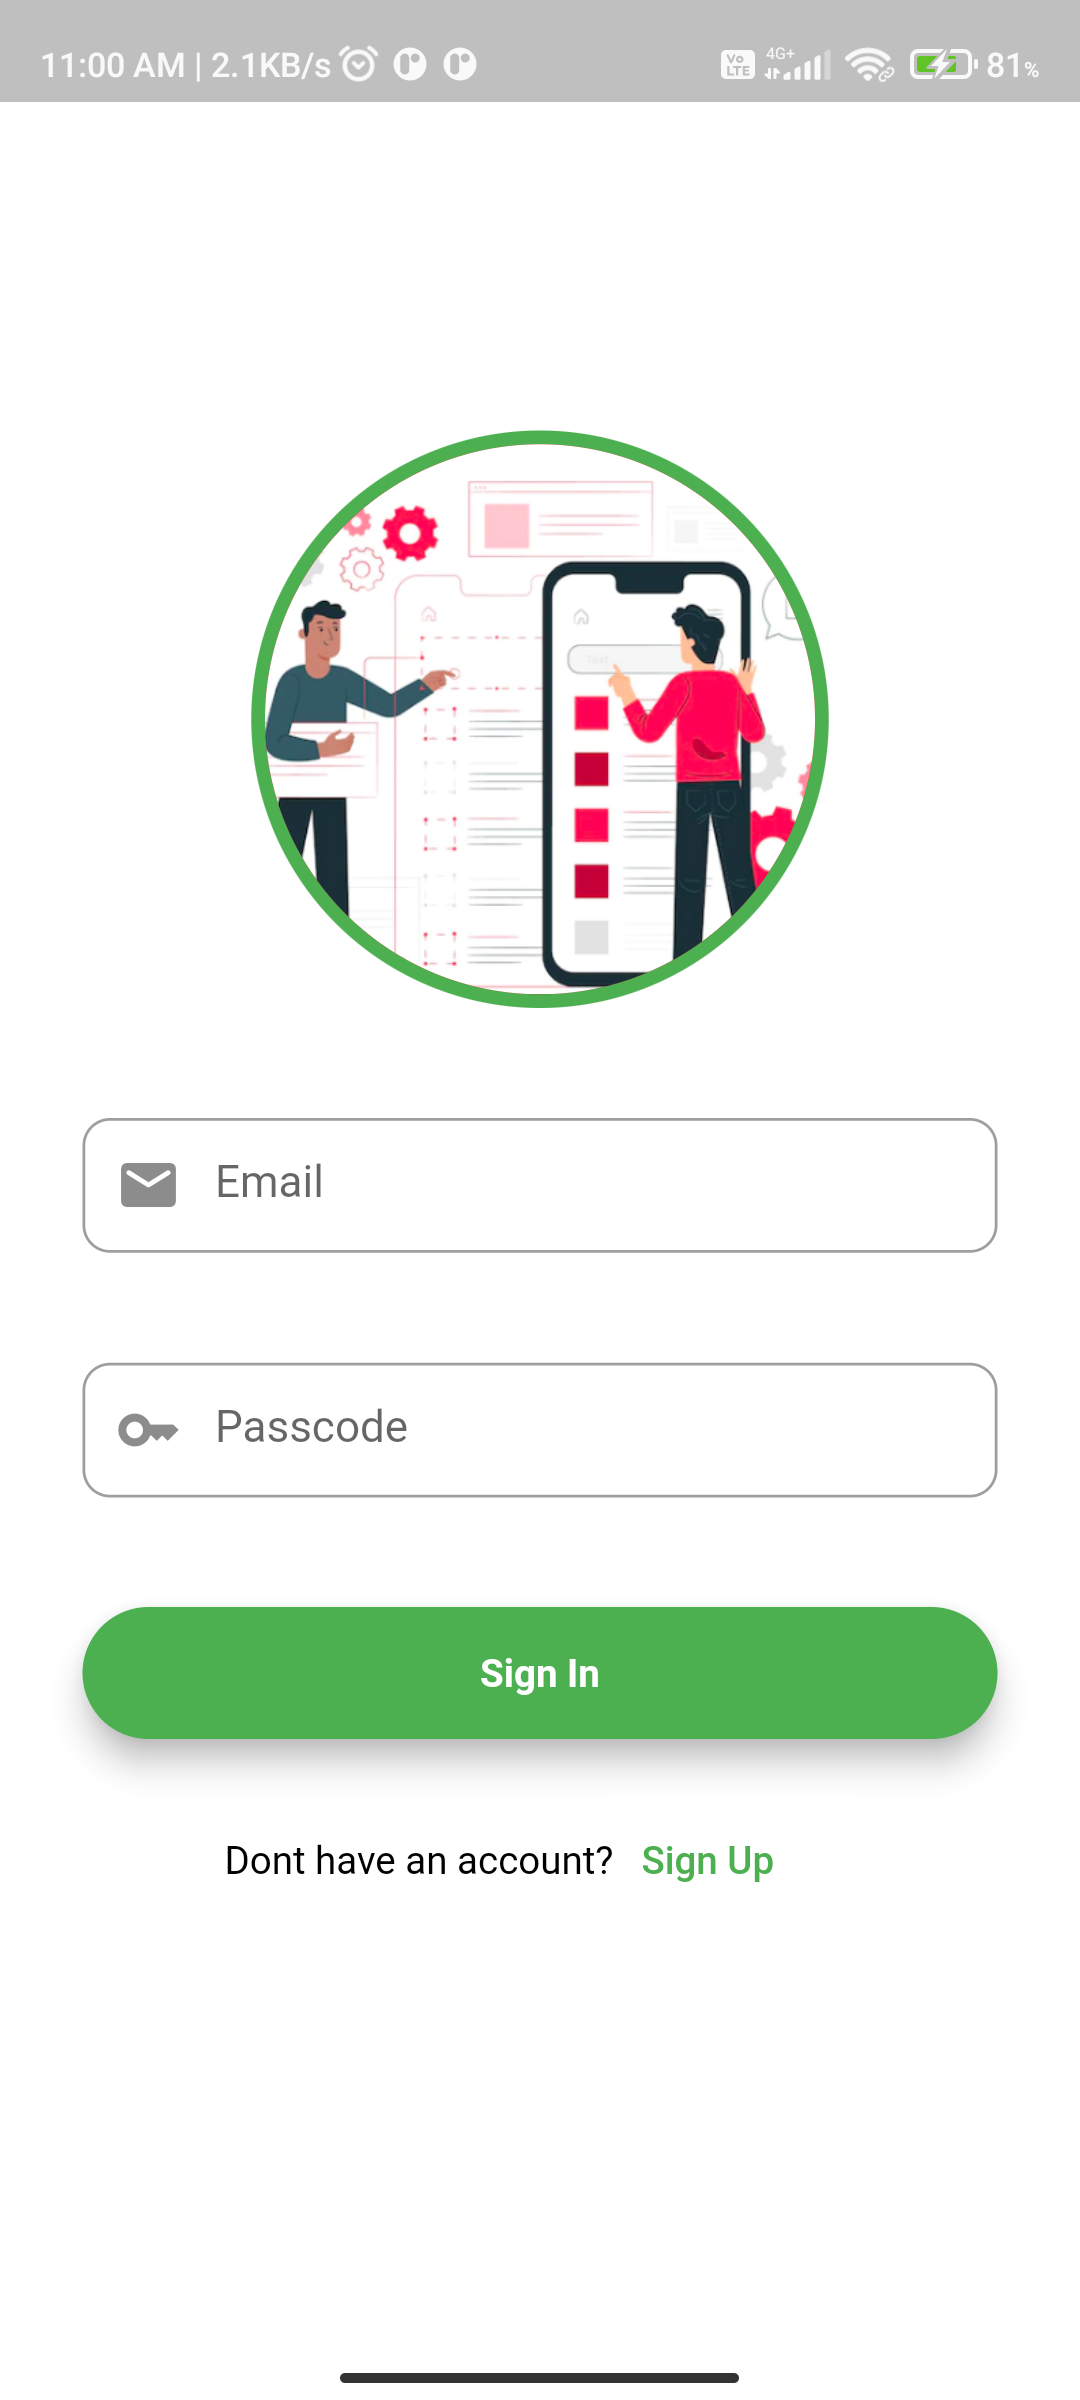 11:00 AM | 2.1KB/s Vo LTE 4G+ 81%
Text
Email
Passcode
Sign In
Dont have an account? Sign Up